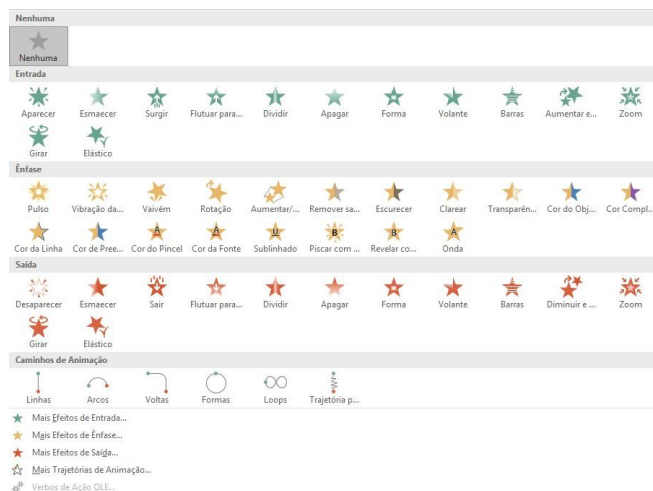 Nenhuma
Nenhuma
Entrada
Aparecer Esmaecer Surgir Flutuar para... Dividir Apagar Forma Volante Barras Aumentar e... Zoom
Girar Elástico
Ênfase
Pulso Vibração da... Vaivém Rotação Aumentar/... Remover sa... Escurecer Clarear Transparên... Cor do Obj... Cor Compl...
Cor da Linha Cor de Pree... Cor do Pincel Cor da Fonte Sublinhado Piscar com ... Revelar co... Onda
Saída
Desaparecer Esmaecer Sair Flutuar para... Dividir Apagar Forma Volante Barras Diminuir e ... Zoom
Girar Elástico
Caminhos de Animação
Linhas Arcos Voltas Formas Loops Trajetória p...
Mais Efeitos de Entrada...
Mais Efeitos de Ênfase...
Mais Efeitos de Saída...
Mais Trajetórias de Animação...
Verbos de Ação OLE...